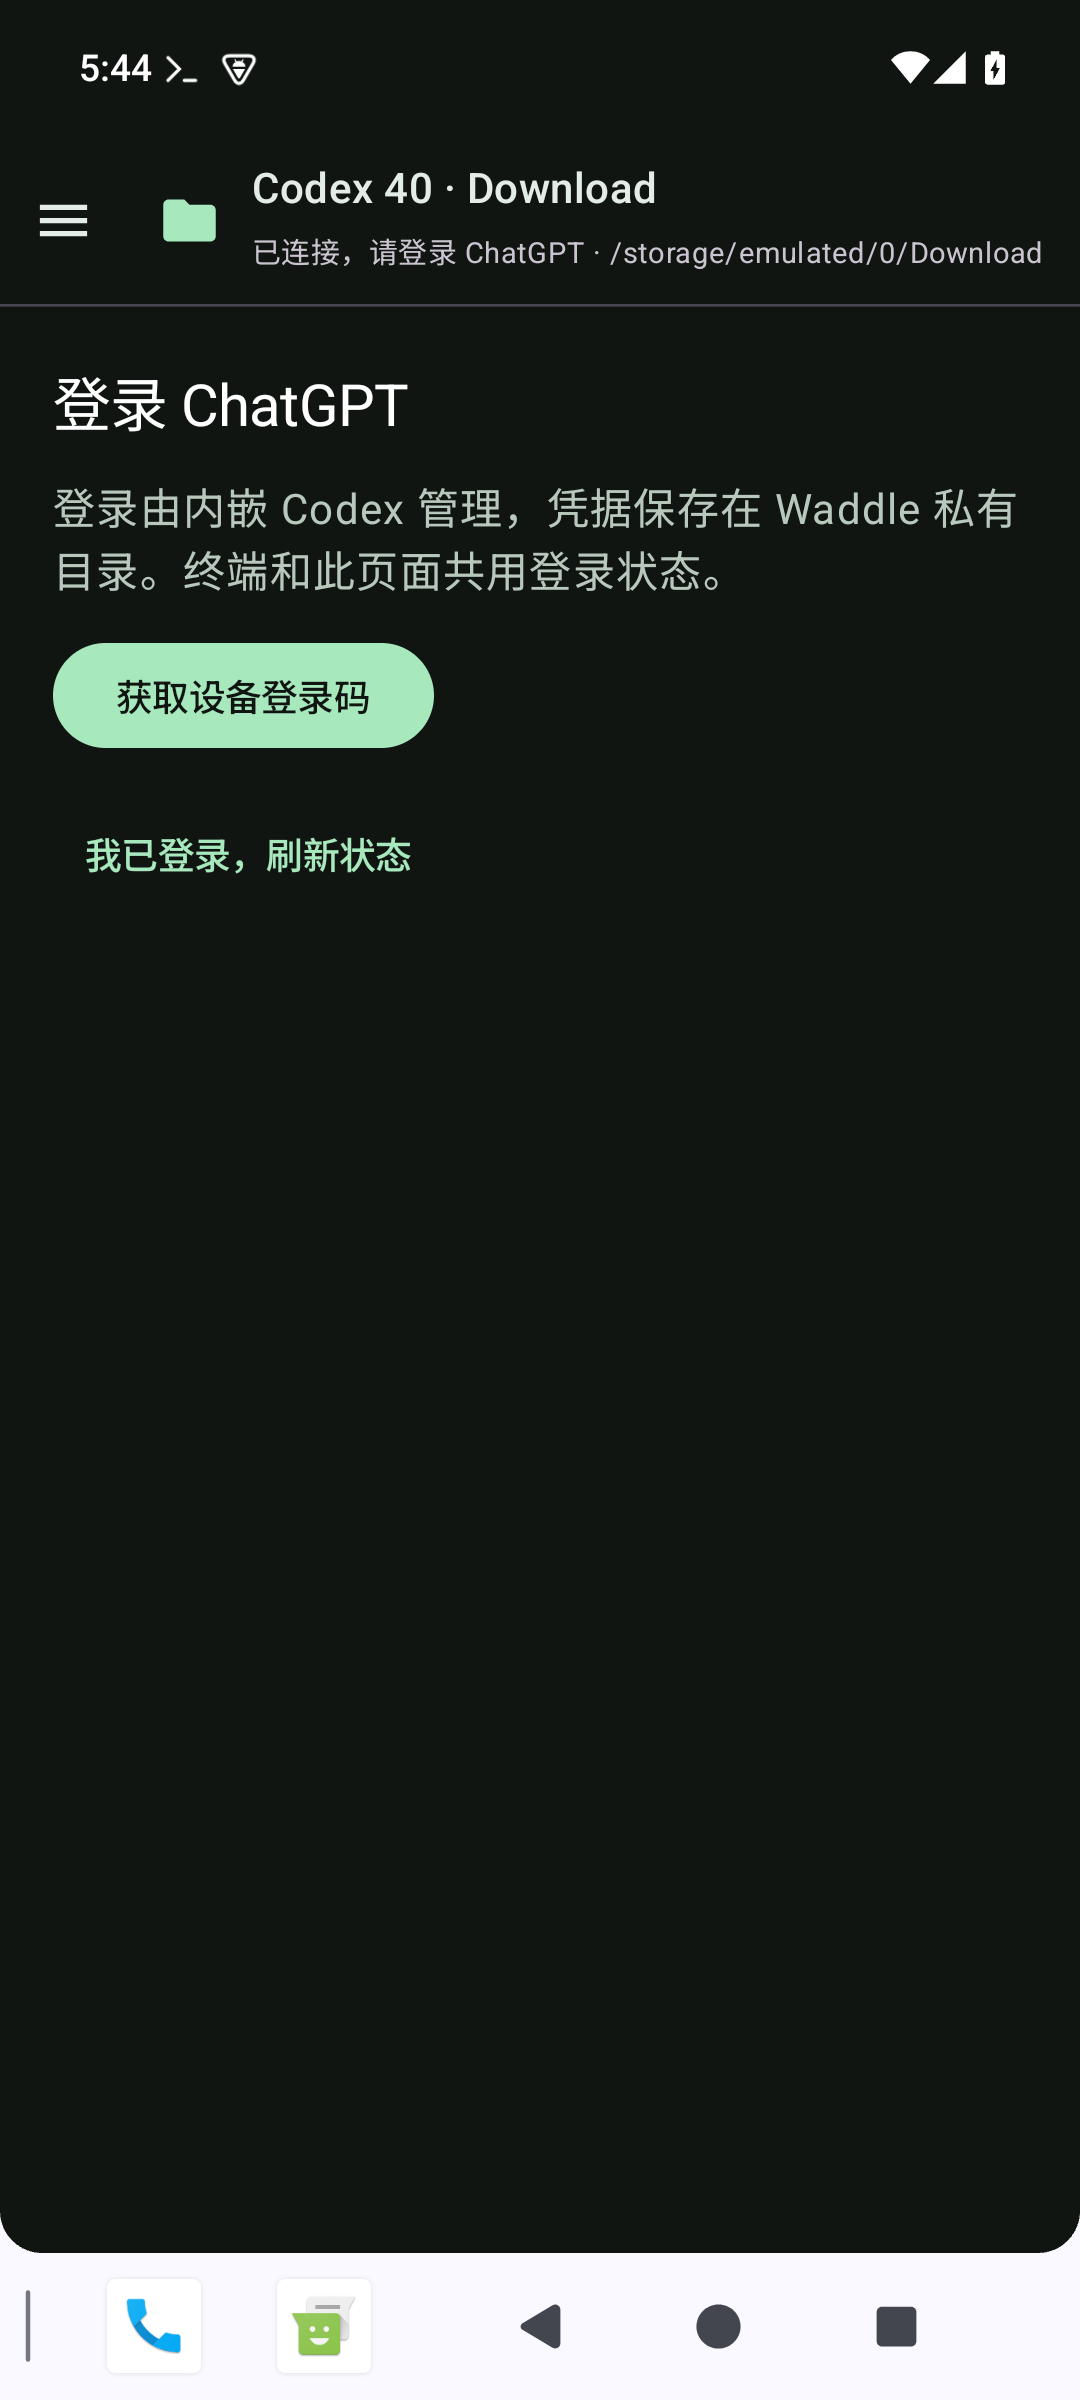 5:44
Codex 40 · Download
已连接，请登录 ChatGPT · /storage/emulated/0/Download
登录 ChatGPT
登录由内嵌 Codex 管理，凭据保存在 Waddle 私有
目录。终端和此页面共用登录状态。
获取设备登录码
我已登录，刷新状态